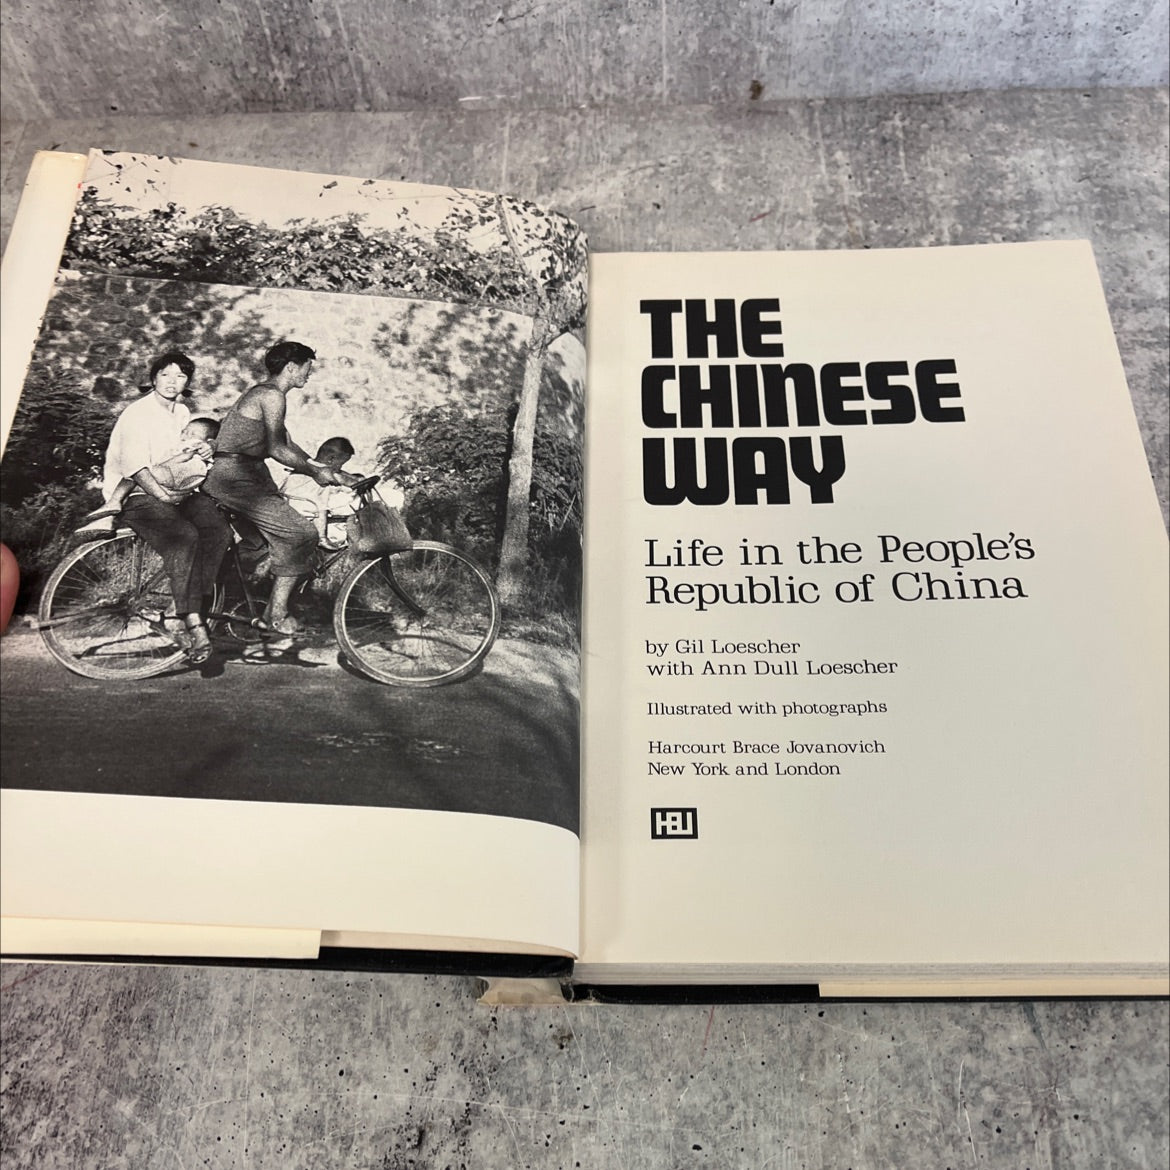 THE
CHINESE
WAY
Life in the People's
Republic of China
by Gil Loescher
with Ann Dull Loescher
Illustrated with photographs
Harcourt Brace Jovanovich
New York and London
HBJ